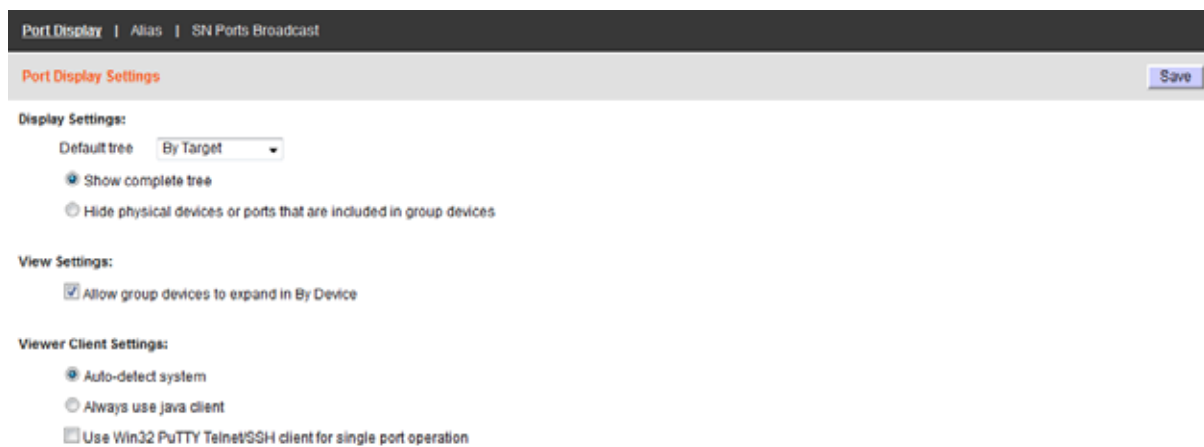 Port Display | Alias | SN Ports Broadcast
Port Display Settings Save
Display Settings:
Default tree By Target
Show complete tree
Hide physical devices or ports that are included in group devices
View Settings:
Allow group devices to expand in By Device
Viewer Client Settings:
Auto-detect system
Always use java client
Use Win32 PuTTY Telnet/SSH client for single port operation